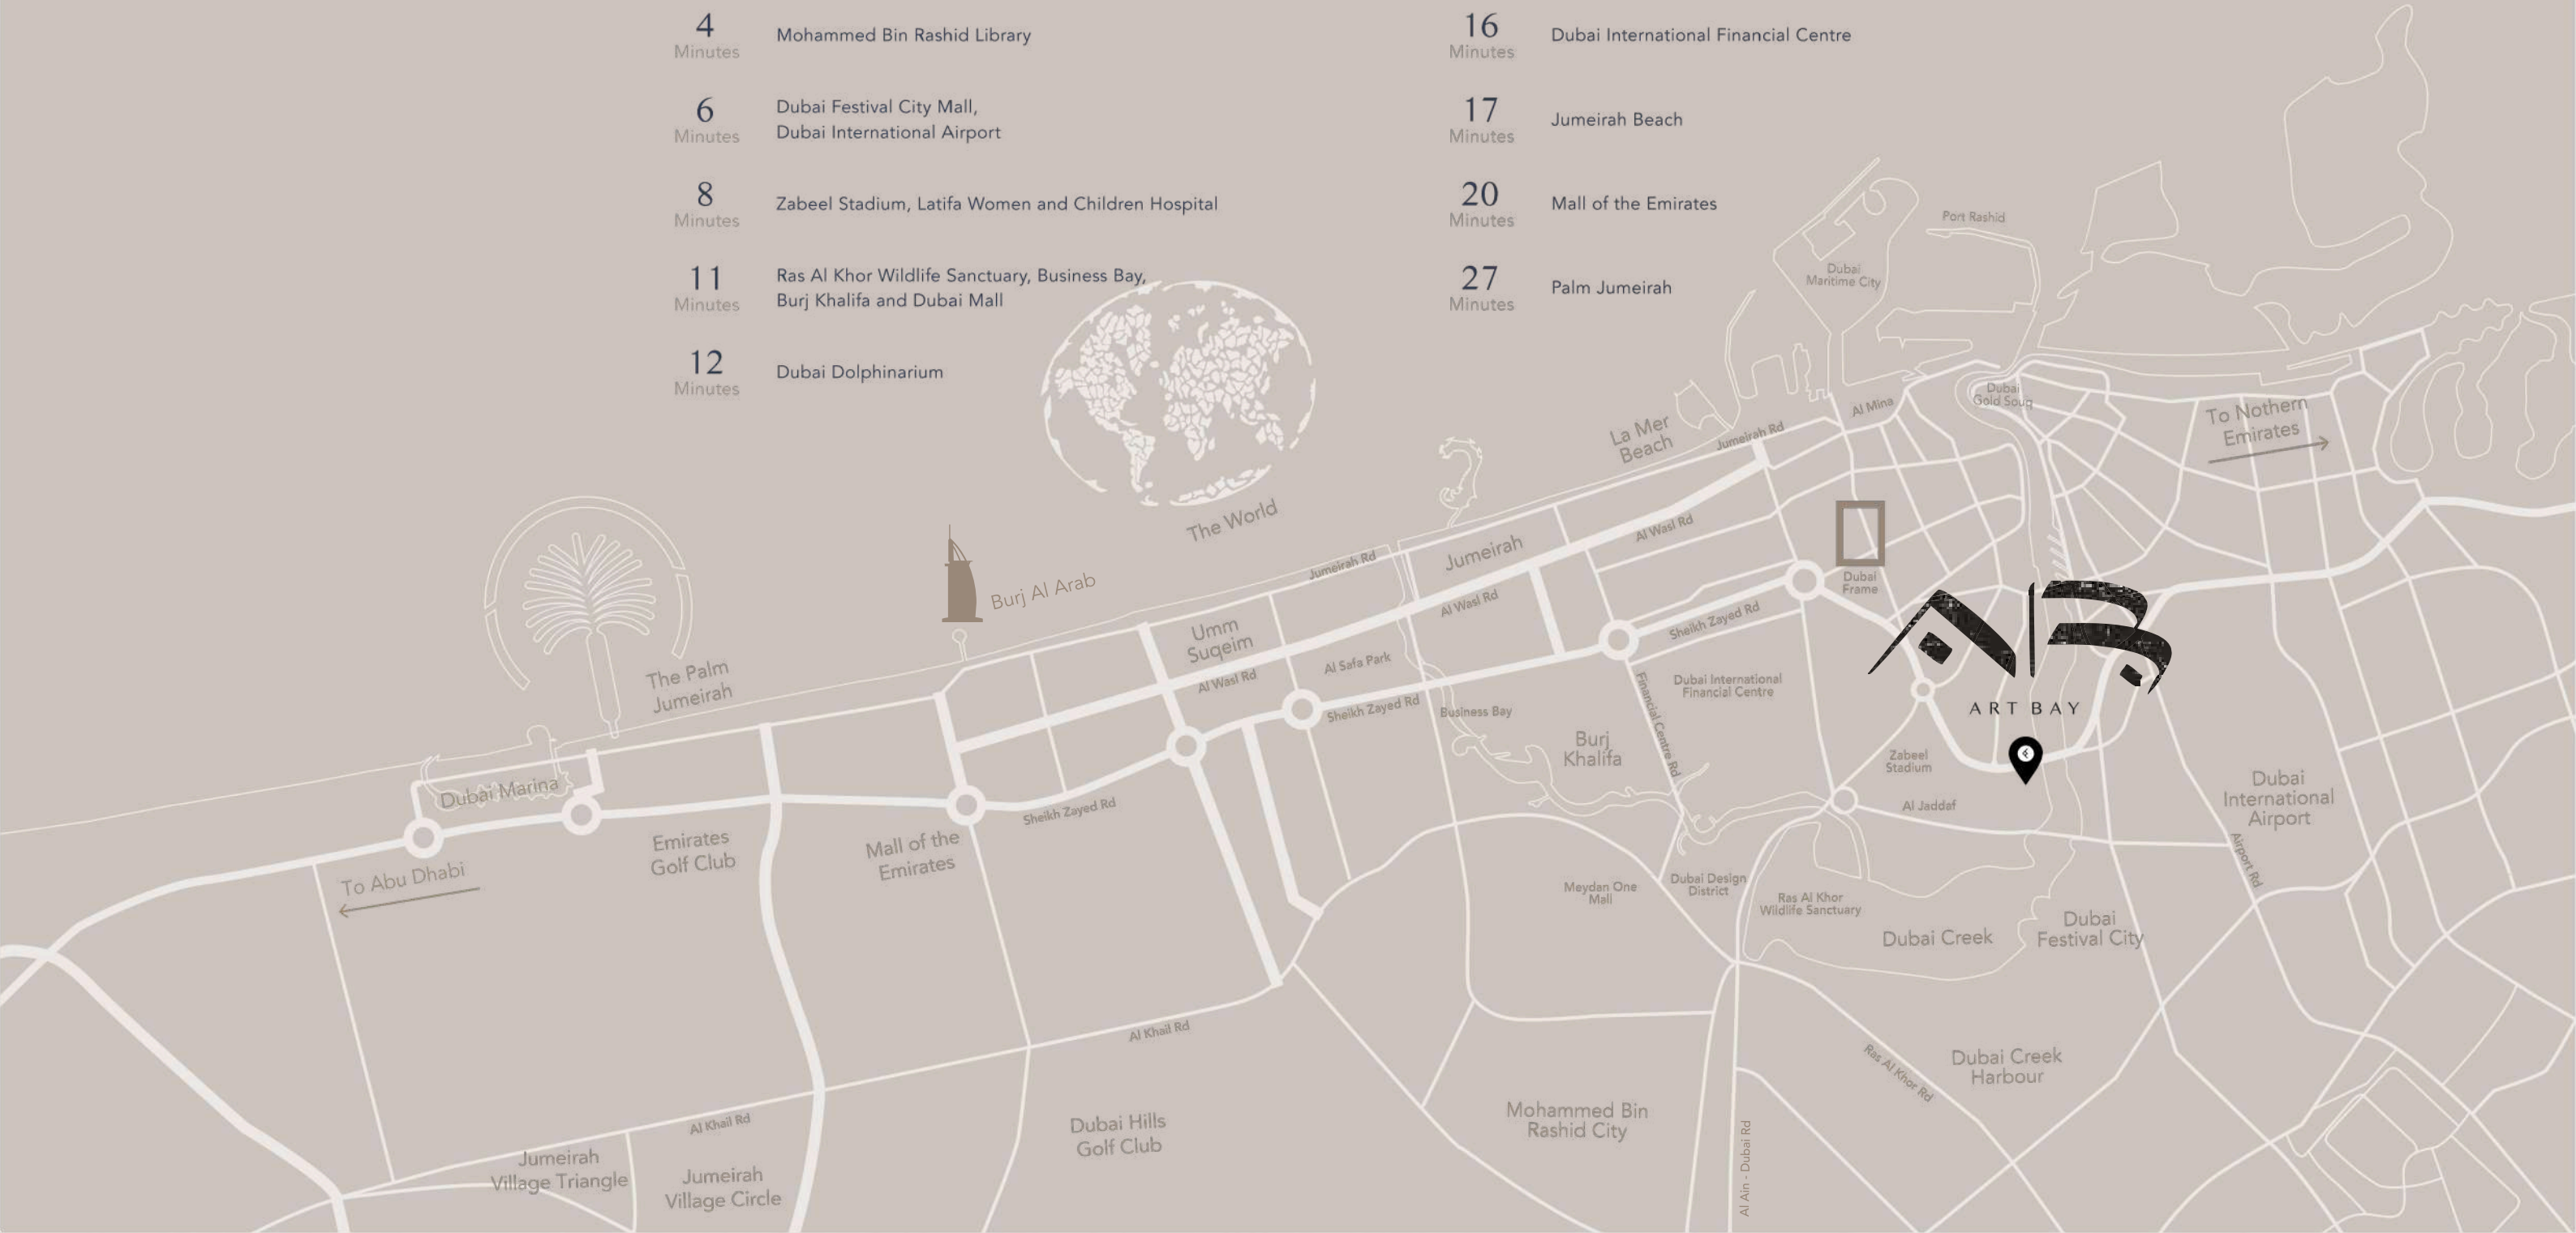 4
Minutes
Mohammed Bin Rashid Library
6
Minutes
Dubai Festival City Mall,
Dubai International Airport
8
Minutes
Zabeel Stadium, Latifa Women and Children Hospital
11
Minutes
Ras Al Khor Wildlife Sanctuary, Business Bay,
Burj Khalifa and Dubai Mall
12
Minutes
Dubai Dolphinarium
16
Minutes
Dubai International Financial Centre
17
Minutes
Jumeirah Beach
20
Minutes
Mall of the Emirates
27
Minutes
Palm Jumeirah
Port Rashid
Dubai
Maritime City
Dubai
Gold Souq
Al Mina
To Nothern
Emirates
La Mer
Beach
Jumeirah Rd
The World
Al Wasl Rd
Jumeirah
Jumeirah Rd
Dubai
Frame
Burj Al Arab
Al Wasl Rd
Sheikh Zayed Rd
Umm
Suqeim
Al Safa Park
Al Wasl Rd
The Palm
Jumeirah
Dubai International
Financial Centre
Financial Centre Rd
Sheikh Zayed Rd
Business Bay
AB
ART BAY
Burj
Khalifa
Zabeel
Stadium
Dubai
International
Airport
Dubai Marina
Sheikh Zayed Rd
Al Jaddaf
Airport Rd
Emirates
Golf Club
Mall of the
Emirates
To Abu Dhabi
Meydan One
Mall
Dubai Design
District
Ras Al Khor
Wildlife Sanctuary
Dubai Creek
Dubai
Festival City
Al Khail Rd
Ras Al Khor Rd
Dubai Creek
Harbour
Al Khail Rd
Dubai Hills
Golf Club
Mohammed Bin
Rashid City
Al Ain - Dubai Rd
Jumeirah
Village Triangle
Jumeirah
Village Circle